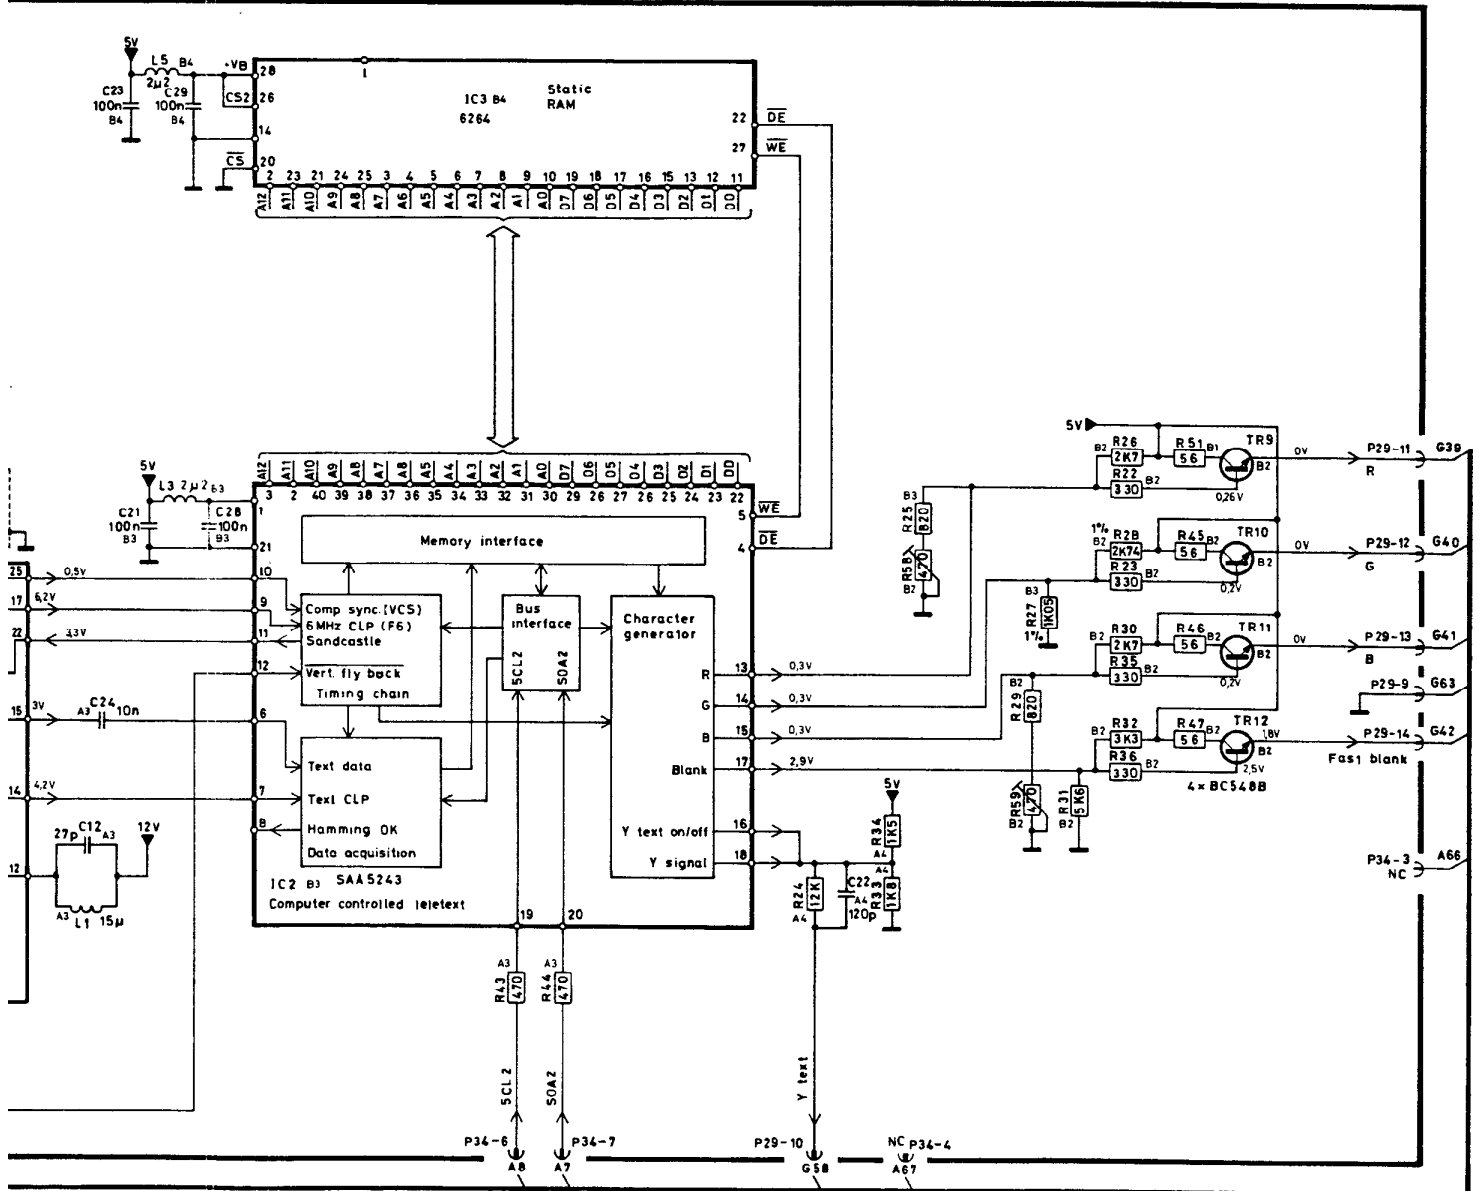 5V
L5 B4
2µ2
C23
100n
B4
C29
100n
B4
+VB
28
CS2
26
14
CS
20
1
IC3 B4
6264
Static
RAM
22
DE
27
WE
2 23 21 24 25 3 4 5 6 7 8 9 10 19 18 17 16 15 13 12 11
A12 A11 A10 A9 A8 A7 A6 A5 A4 A3 A2 A1 A0 D7 D6 D5 D4 D3 D2 D1 D0
A12 A11 A10 A9 A8 A7 A8 A5 A4 A3 A2 A1 A0 D7 D6 D5 D4 D3 D2 D1 DD
3 2 40 39 38 37 36 35 34 33 32 31 30 29 26 27 26 25 24 23 22
5V
L3 2µ2 B3
C21
100n
B3
C28
100n
B3
1
21
5
WE
4
DE
Memory interface
25
0,5V
10
17
6,2V
9
22
3,3V
11
12
Comp sync.(VCS)
6MHz CLP (F6)
Sandcastle
Vert. fly back
Timing chain
Bus
interface
SCL2
SOA2
Character
generator
R
13
0,3V
G
14
0,3V
B
15
0,3V
Blank
17
2,9V
Y text on/off
16
Y signal
18
15
3V
A3
C24
10n
6
14
4,2V
7
8
Text data
Text CLP
Hamming OK
Data acquisition
27p C12 A3
12V
12
A3 L1 15µ
IC2 B3 SAA5243
Computer controlled teletext
19
20
A3
R43
470
A3
R44
470
SCL2
SOA2
P34-6
A8
P34-7
A7
5V
R34
1K5
A4
A4
R33
1K8
R24
12K
A4
C22
A4
120p
Y text
P29-10
G58
NC P34-4
A67
B3
R25
820
R58
470
B2
B3
R27
1K05
1%
B2
R29
820
R59
470
B2
R31
5K6
B2
5V
B2
R26
2K7
R51
56
B1
TR9
B2
R22
330
B2
0,26V
0V
P29-11
R
G39
1%
B2
R28
2K74
R45
56
B2
TR10
B2
R23
330
B2
0,2V
0V
P29-12
G
G40
B2
R30
2K7
R46
56
B2
TR11
B2
R35
330
B2
0,2V
0V
P29-13
B
G41
P29-9
G63
B2
R32
3K3
R47
56
B2
TR12
1,8V
B2
R36
330
B2
2,5V
4×BC548B
P29-14
Fast blank
G42
P34-3
NC
A66